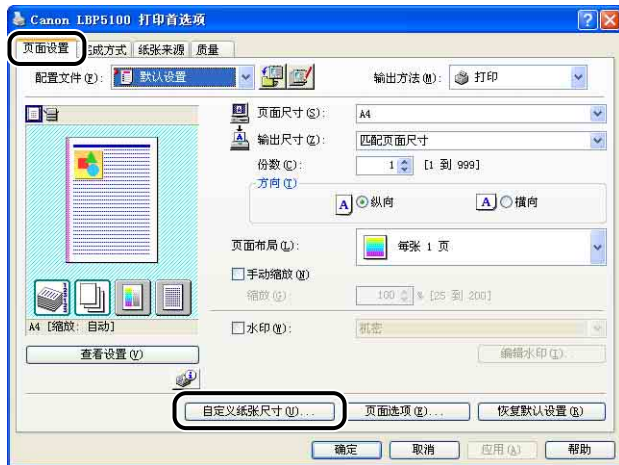 Canon LBP5100 打印首选项
页面设置 完成方式 纸张来源 质量
配置文件(F): 默认设置 输出方法(M): 打印
页面尺寸(S): A4
输出尺寸(Z): 匹配页面尺寸
份数(C): 1 [1 到 999]
方向(T)
A 纵向 A 横向
页面布局(L): 每张 1 页
手动缩放(N)
缩放(G): 100 % [25 到 200]
A4 [缩放: 自动]
水印(W): 机密
查看设置(V) 编辑水印(I)...
自定义纸张尺寸(U)... 页面选项(E)... 恢复默认设置(R)
确定 取消 应用(A) 帮助